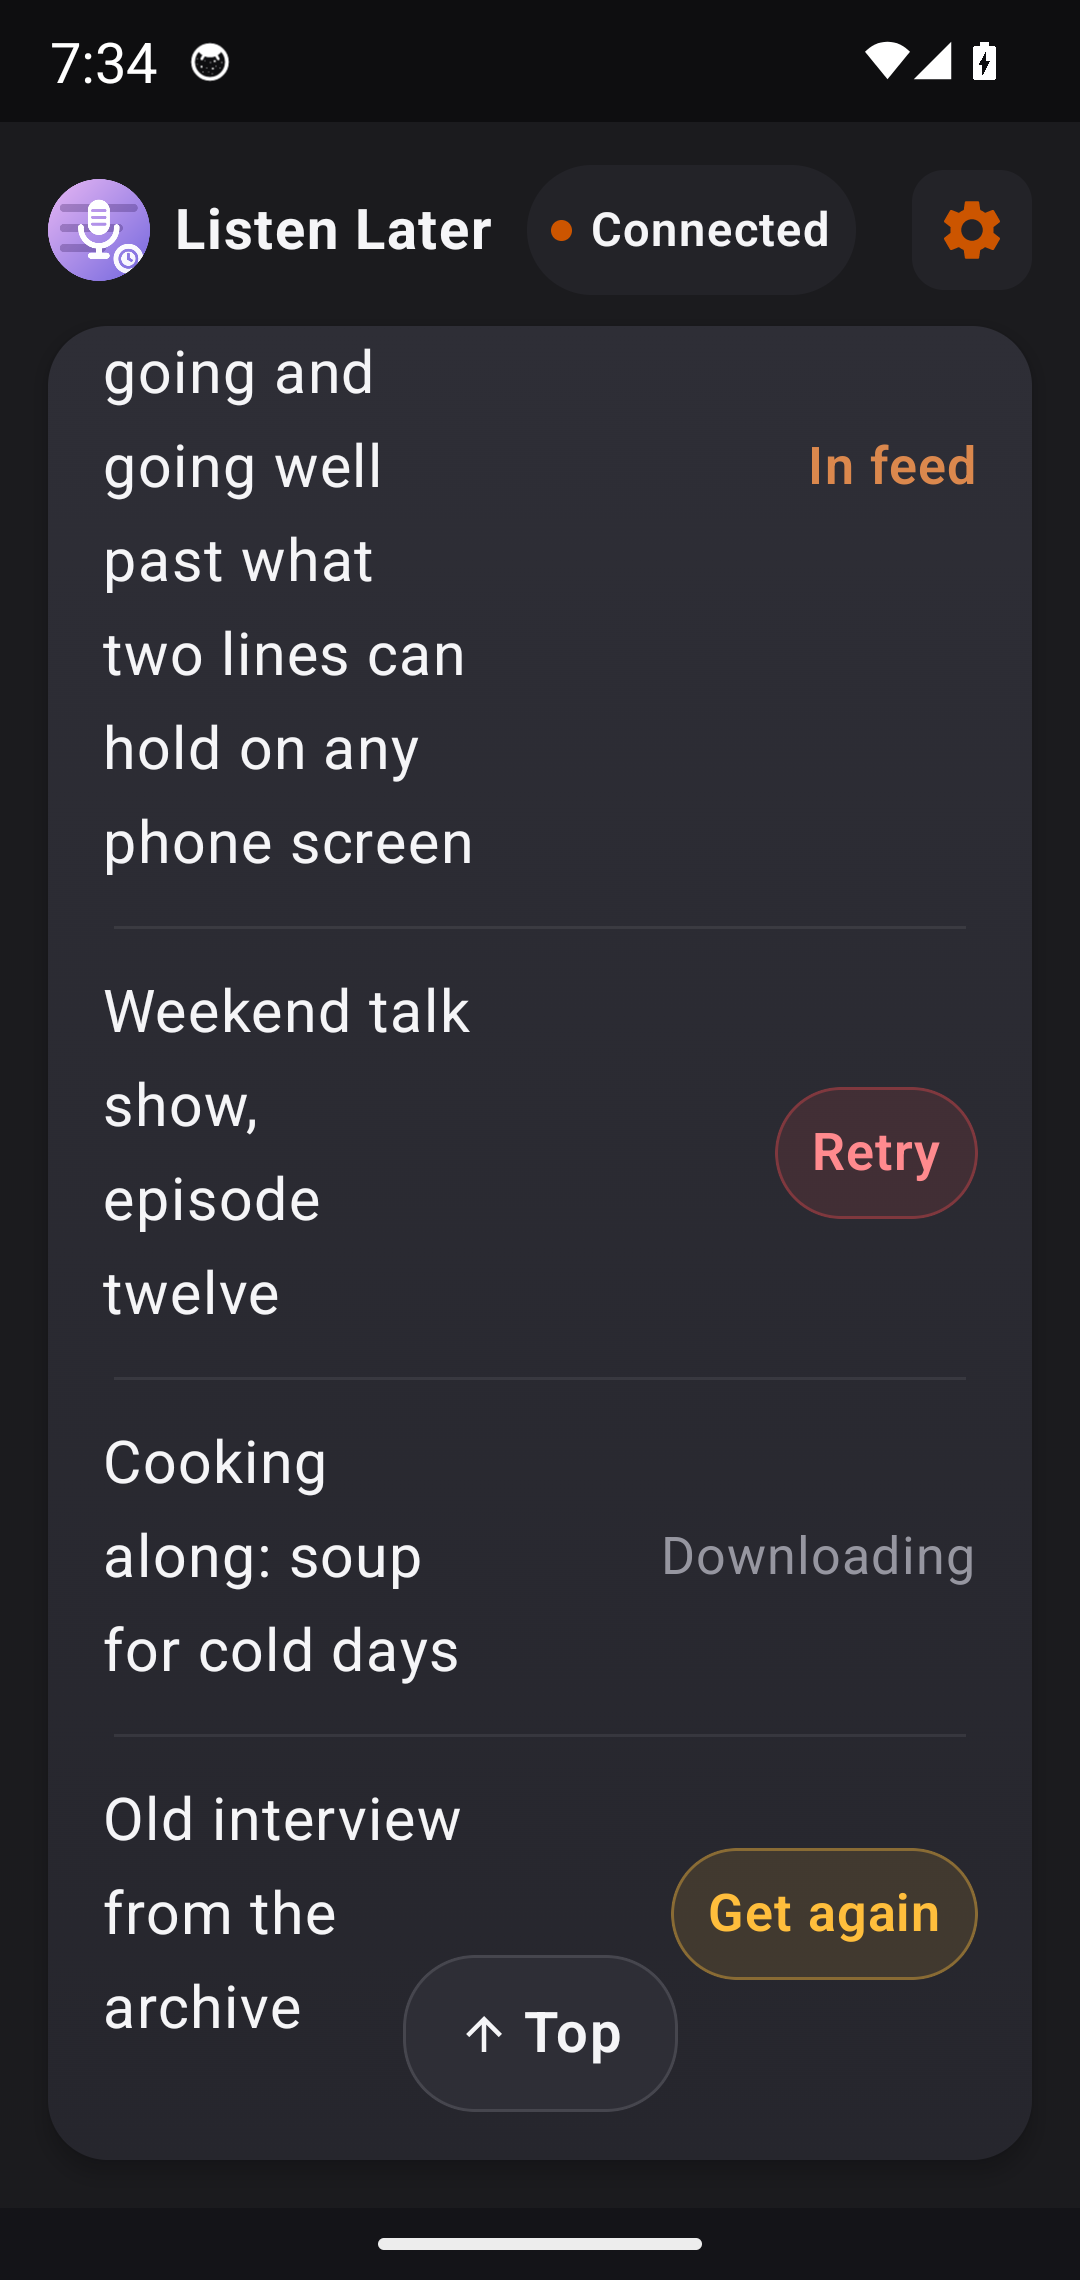 7:34
Listen Later
Connected
going and
going well
In feed
past what
two lines can
hold on any
phone screen
Weekend talk
show,
episode
twelve
Retry
Cooking
along: soup
for cold days
Downloading
Old interview
from the
archive
Get again
↑ Top